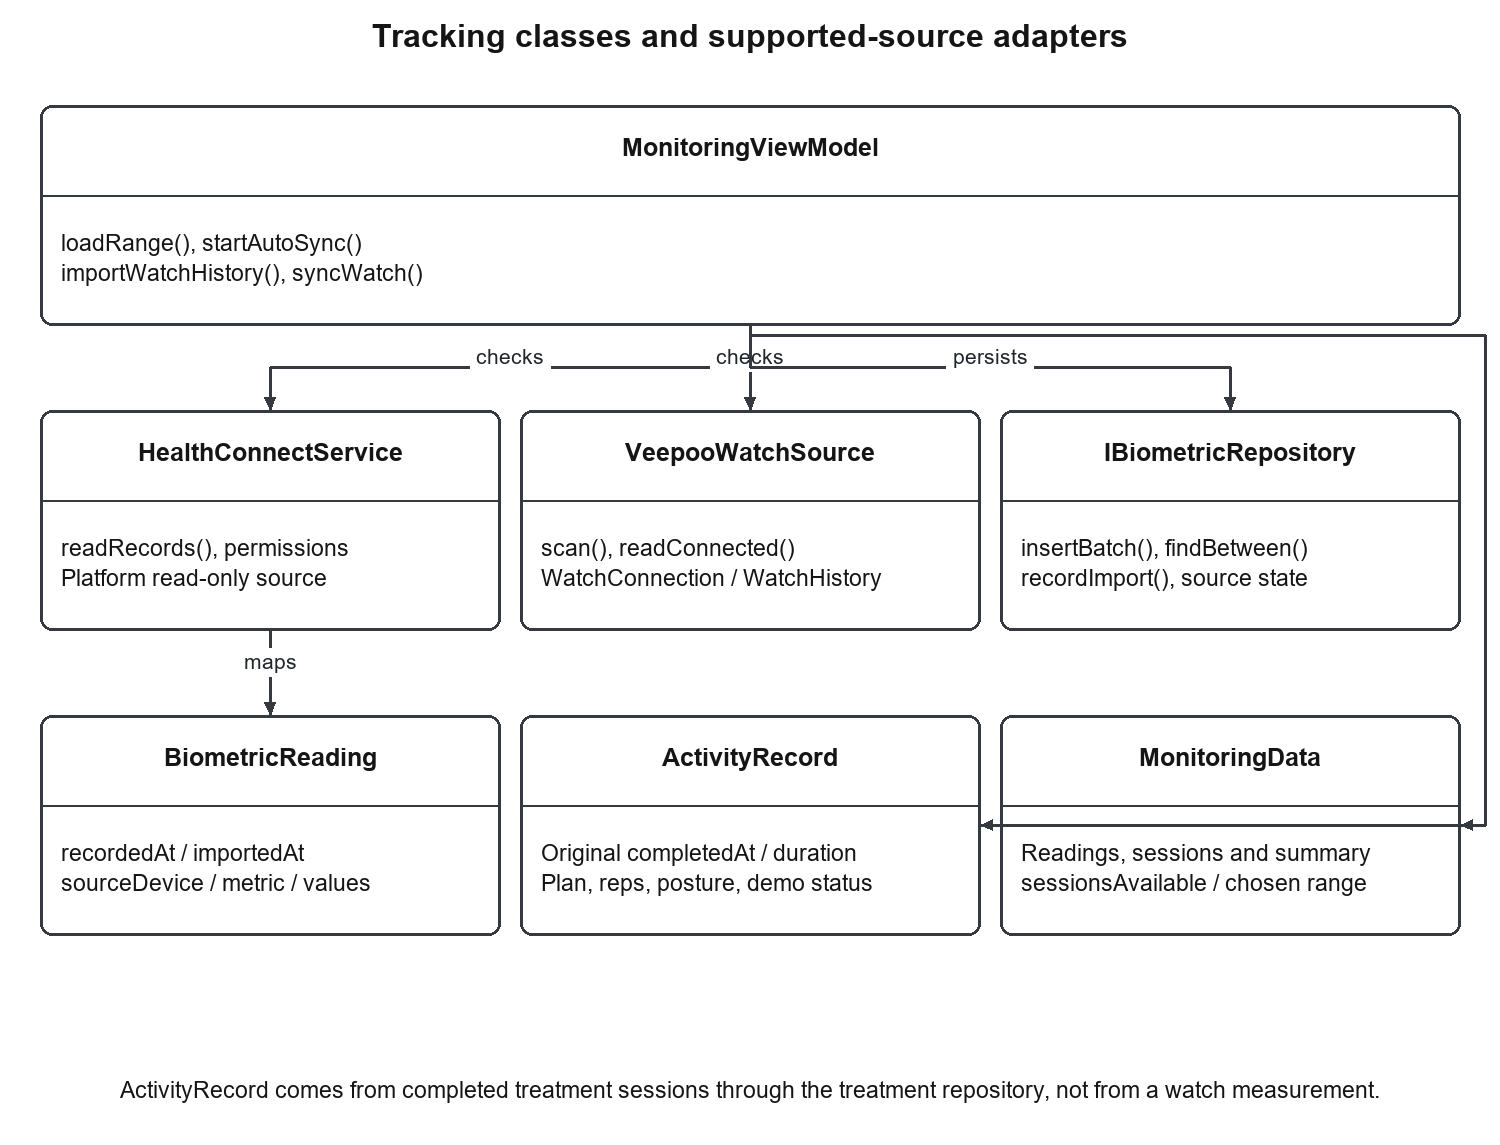 Tracking classes and supported-source adapters
MonitoringViewModel
loadRange(), startAutoSync()
importWatchHistory(), syncWatch()
checks
checks
persists
HealthConnectService
readRecords(), permissions
Platform read-only source
VeepooWatchSource
scan(), readConnected()
WatchConnection / WatchHistory
IBiometricRepository
insertBatch(), findBetween()
recordImport(), source state
maps
BiometricReading
recordedAt / importedAt
sourceDevice / metric / values
ActivityRecord
Original completedAt / duration
Plan, reps, posture, demo status
MonitoringData
Readings, sessions and summary
sessionsAvailable / chosen range
ActivityRecord comes from completed treatment sessions through the treatment repository, not from a watch measurement.